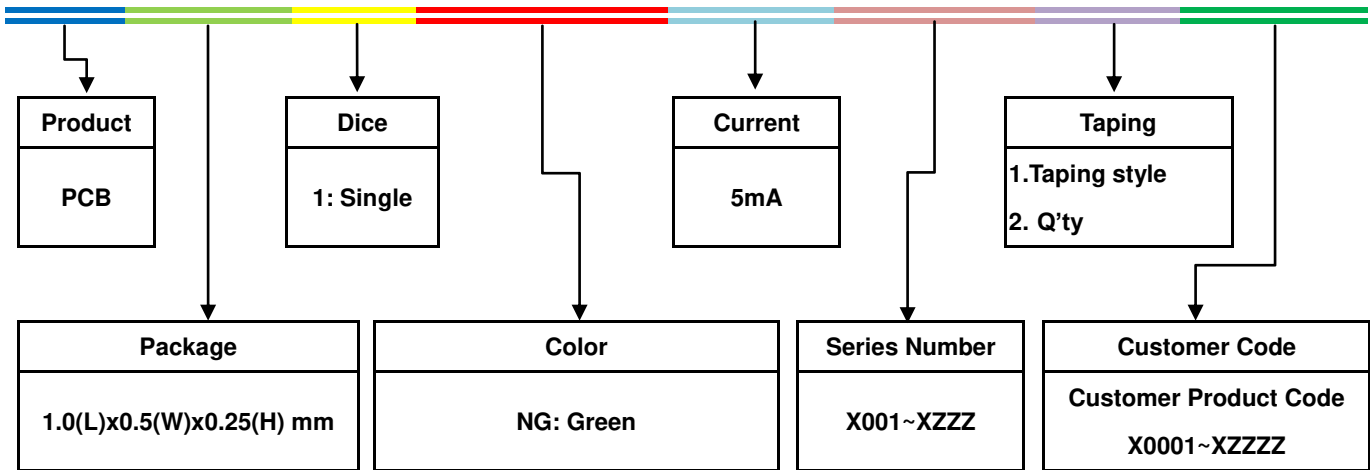 Product
PCB
Dice
1: Single
Current
5mA
Taping
1.Taping style
2. Q’ty
Package
1.0(L)x0.5(W)x0.25(H) mm
Color
NG: Green
Series Number
X001~XZZZ
Customer Code
Customer Product Code
X0001~XZZZZ